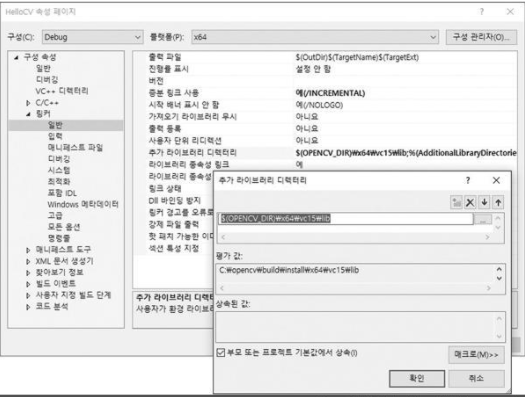 HelloCV 속성 페이지
? ×
구성(C): Debug
플랫폼(P): x64
구성 관리자(O)...
구성 속성
일반
디버깅
VC++ 디렉터리
C/C++
링커
일반
입력
매니페스트 파일
디버깅
시스템
최적화
포함 IDL
Windows 메타데이터
고급
모든 옵션
명령줄
매니페스트 도구
XML 문서 생성기
찾아보기 정보
빌드 이벤트
사용자 지정 빌드 단계
코드 분석
출력 파일 $(OutDir)$(TargetName)$(TargetExt)
진행률 표시 설정 안 함
버전
증분 링크 사용 예(/INCREMENTAL)
시작 배너 표시 안 함 예(/NOLOGO)
가져오기 라이브러리 무시 아니요
출력 등록 아니요
사용자 단위 리디렉션 아니요
추가 라이브러리 디렉터리 $(OPENCV_DIR)₩x64₩vc15₩lib;%(AdditionalLibraryDirectorie
라이브러리 종속성 링크 예
라이브러리 종속성
링크 상태
Dll 바인딩 방지
링커 경고를 오류로
강제 파일 출력
핫 패치 가능한 이미
섹션 특성 지정
추가 라이브러리 디렉터
사용자가 환경 라이브러
추가 라이브러리 디렉터리
? ×
$(OPENCV_DIR)₩x64₩vc15₩lib
...
평가 값:
C:₩opencv₩build₩install₩x64₩vc15₩lib
상속된 값:
부모 또는 프로젝트 기본값에서 상속(I)
매크로(M)>>
확인
취소